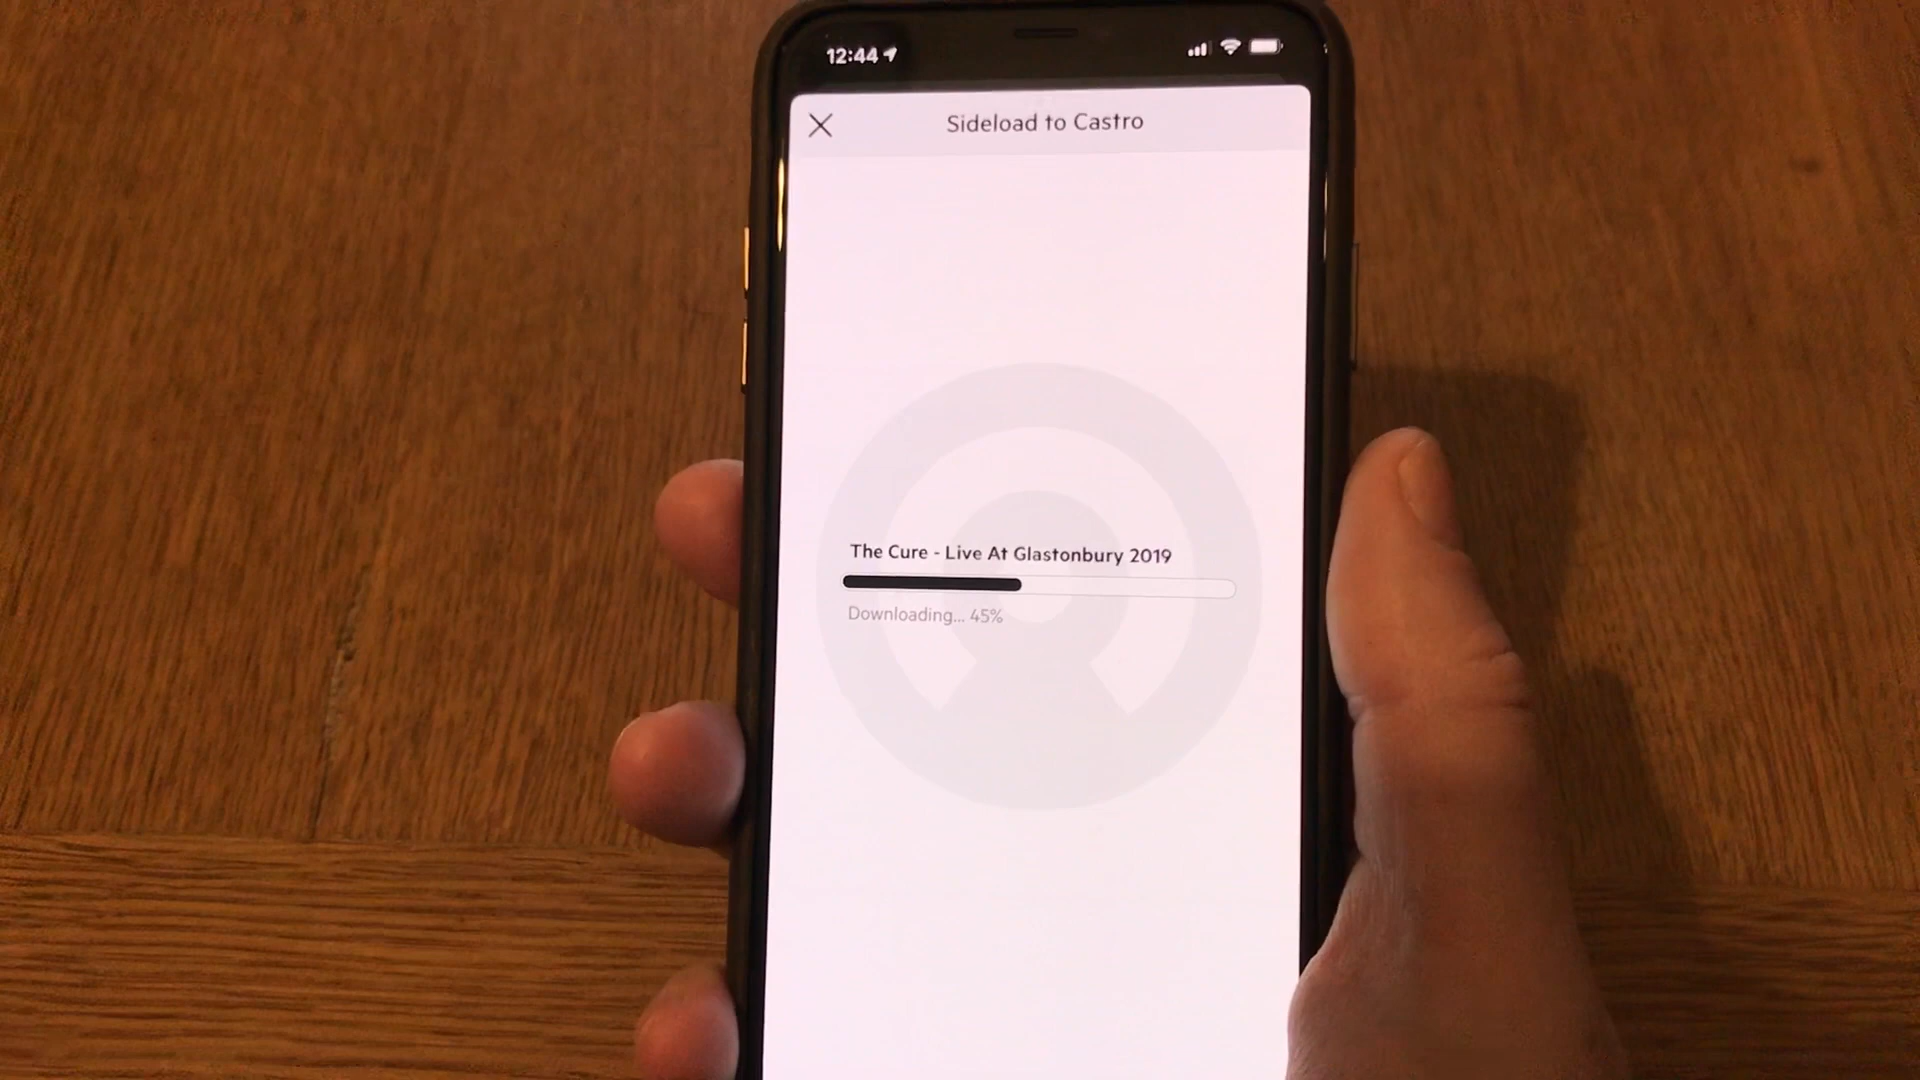 12:44
Sideload to Castro
The Cure - Live At Glastonbury 2019
Downloading... 45%